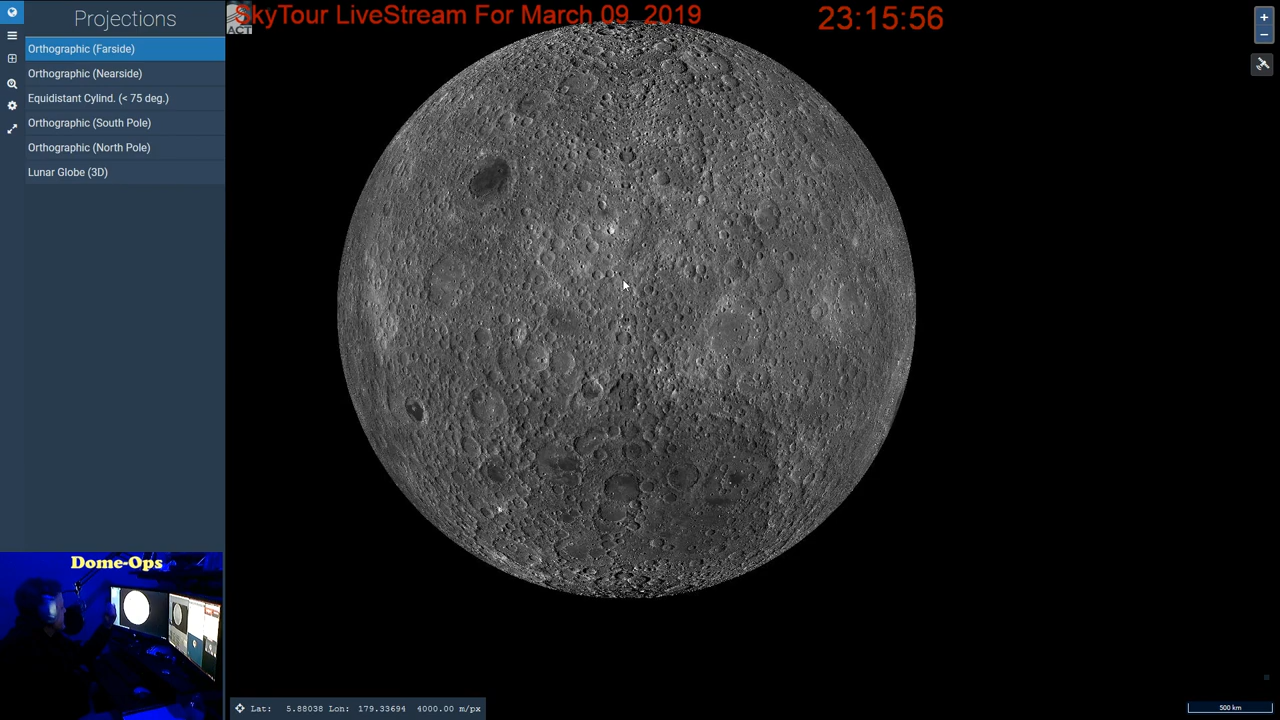 Projections
SkyTour LiveStream For March 09 2019
23:15:56
ACT
Orthographic (Farside)
Orthographic (Nearside)
Equidistant Cylind. (< 75 deg.)
Orthographic (South Pole)
Orthographic (North Pole)
Lunar Globe (3D)
Dome-Ops
Lat: 5.88038 Lon: 179.33694 4000.00 m/px
500 km